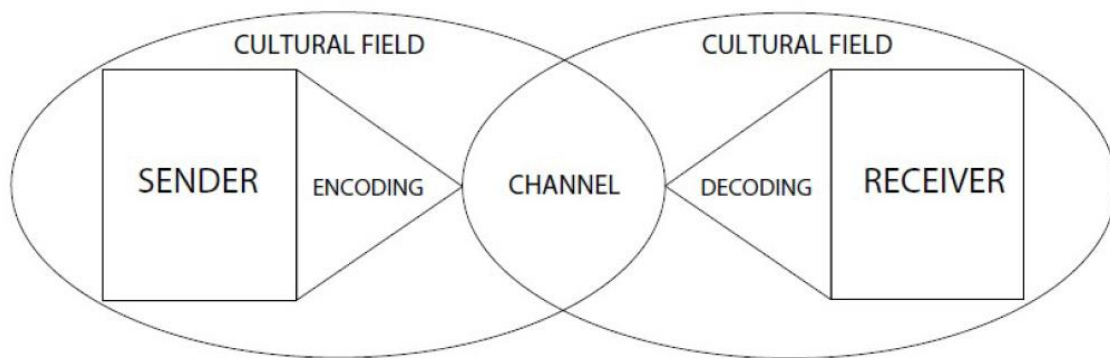 CULTURAL FIELD
CULTURAL FIELD
SENDER
ENCODING
CHANNEL
DECODING
RECEIVER